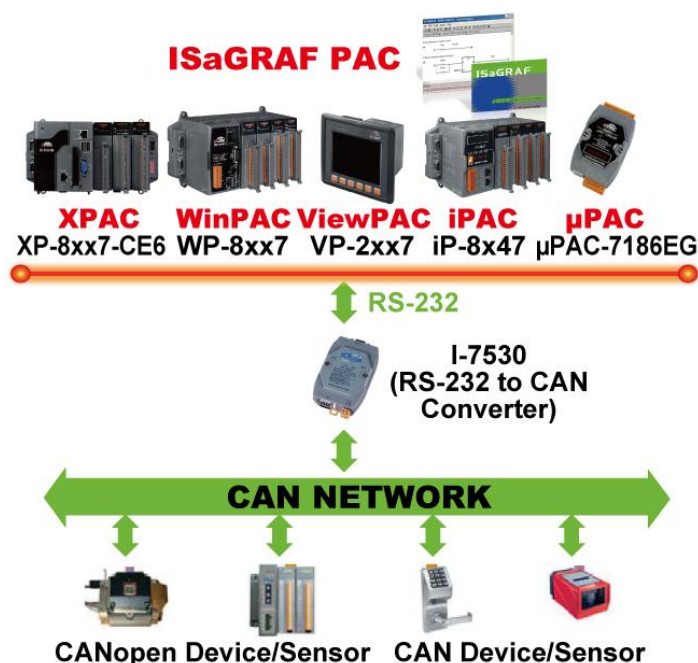 ISaGRAF PAC
ISaGRAF
XPAC WinPAC ViewPAC iPAC µPAC
XP-8xx7-CE6 WP-8xx7 VP-2xx7 iP-8x47 µPAC-7186EG
RS-232
I-7530
(RS-232 to CAN
Converter)
CAN NETWORK
CANopen Device/Sensor CAN Device/Sensor